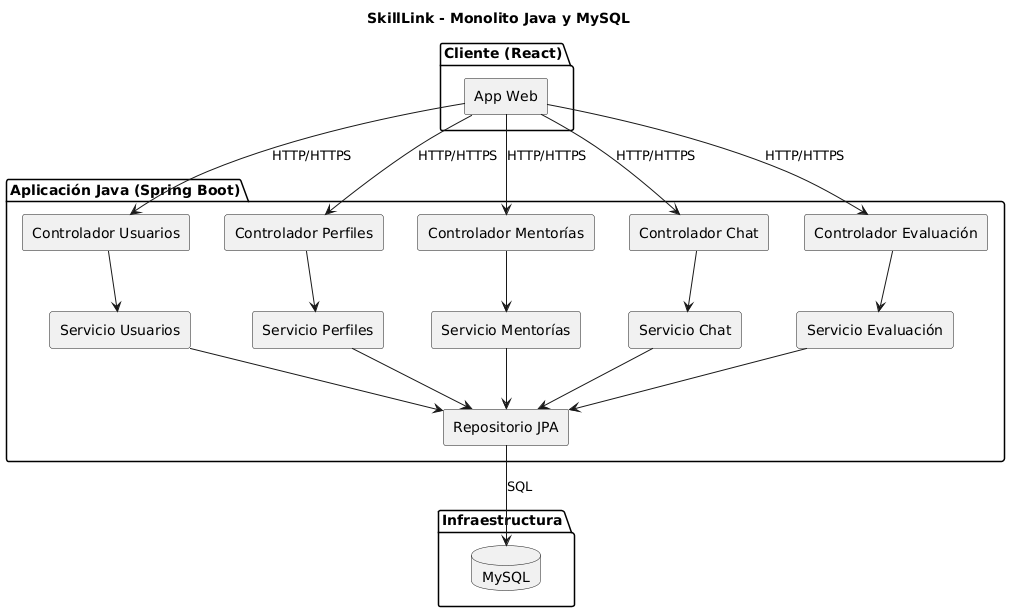 SkillLink - Monolito Java y MySQL
Cliente (React)
App Web
HTTP/HTTPS
HTTP/HTTPS
HTTP/HTTPS
HTTP/HTTPS
HTTP/HTTPS
Aplicación Java (Spring Boot)
Controlador Usuarios
Controlador Perfiles
Controlador Mentorías
Controlador Chat
Controlador Evaluación
Servicio Usuarios
Servicio Perfiles
Servicio Mentorías
Servicio Chat
Servicio Evaluación
Repositorio JPA
SQL
Infraestructura
MySQL